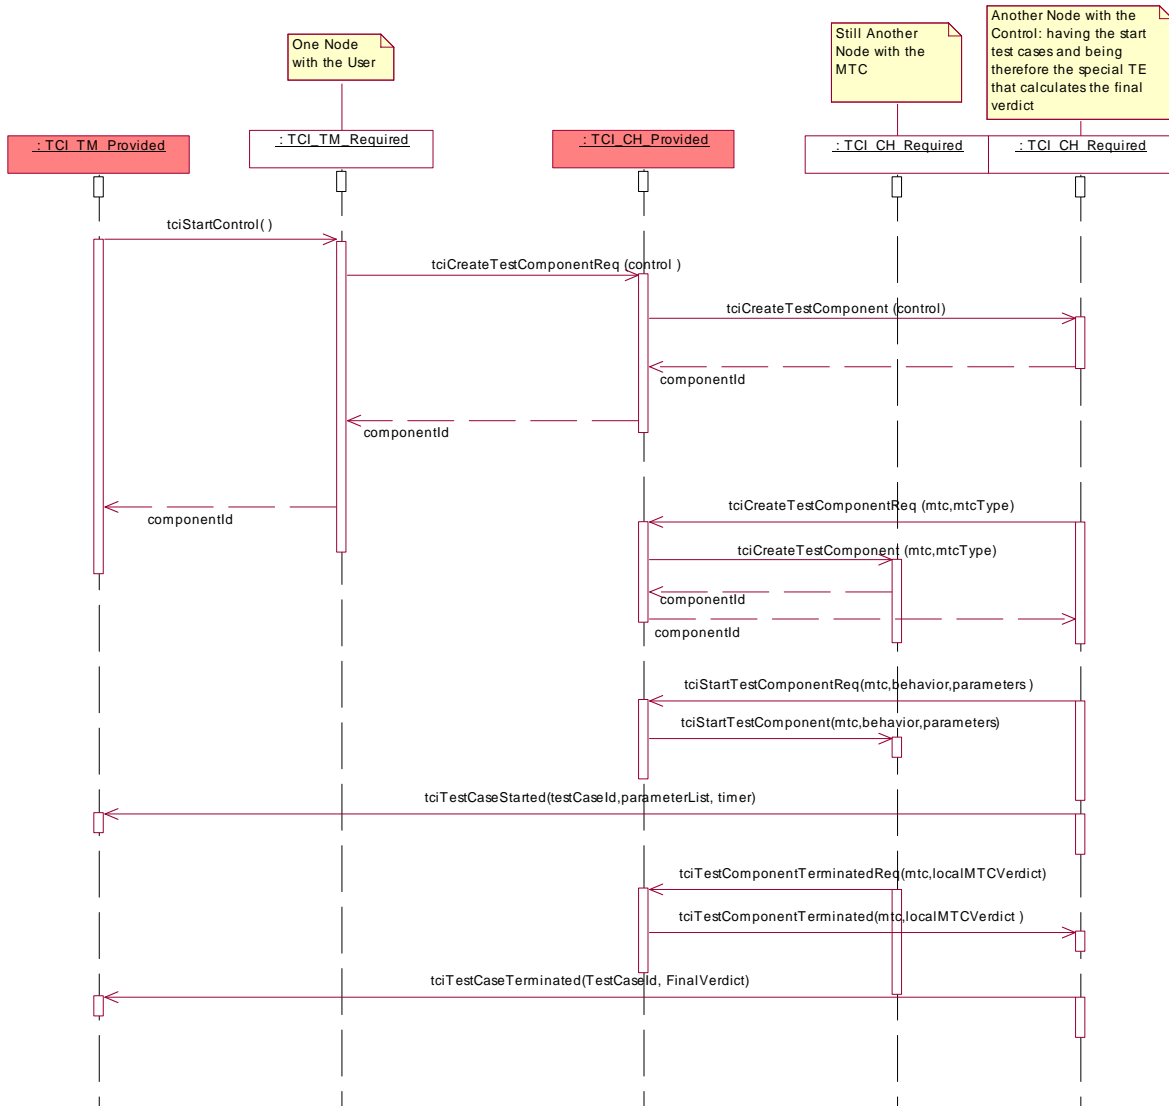 One Node
with the User
Still Another
Node with the
MTC
Another Node with the
Control: having the start
test cases and being
therefore the special TE
that calculates the final
verdict
: TCI_TM_Provided
: TCI_TM_Required
: TCI_CH_Provided
: TCI_CH_Required
: TCI_CH_Required
tciStartControl( )
tciCreateTestComponentReq (control )
tciCreateTestComponent (control)
componentId
componentId
componentId
tciCreateTestComponentReq (mtc,mtcType)
tciCreateTestComponent (mtc,mtcType)
componentId
componentId
tciStartTestComponentReq(mtc,behavior,parameters )
tciStartTestComponent(mtc,behavior,parameters)
tciTestCaseStarted(testCaseId,parameterList, timer)
tciTestComponentTerminatedReq(mtc,localMTCVerdict)
tciTestComponentTerminated(mtc,localMTCVerdict )
tciTestCaseTerminated(TestCaseId, FinalVerdict)